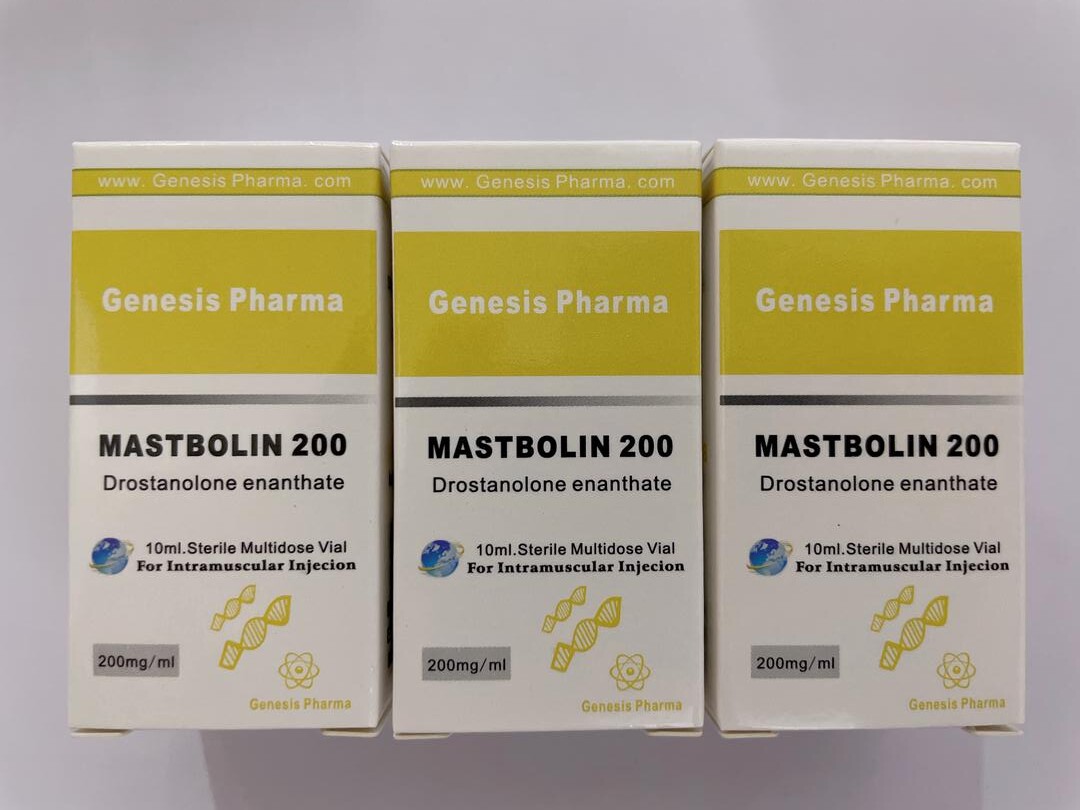 www. Genesis Pharma. com
Genesis Pharma
MASTBOLIN 200
Drostanolone enanthate
10ml.Sterile Multidose Vial
For Intramuscular Injecion
200mg/ml
Genesis Pharma
www. Genesis Pharma. com
Genesis Pharma
MASTBOLIN 200
Drostanolone enanthate
10ml.Sterile Multidose Vial
For Intramuscular Injecion
200mg/ml
Genesis Pharma
www. Genesis Pharma. com
Genesis Pharma
MASTBOLIN 200
Drostanolone enanthate
10ml.Sterile Multidose Vial
For Intramuscular Injecion
200mg/ml
Genesis Pharma